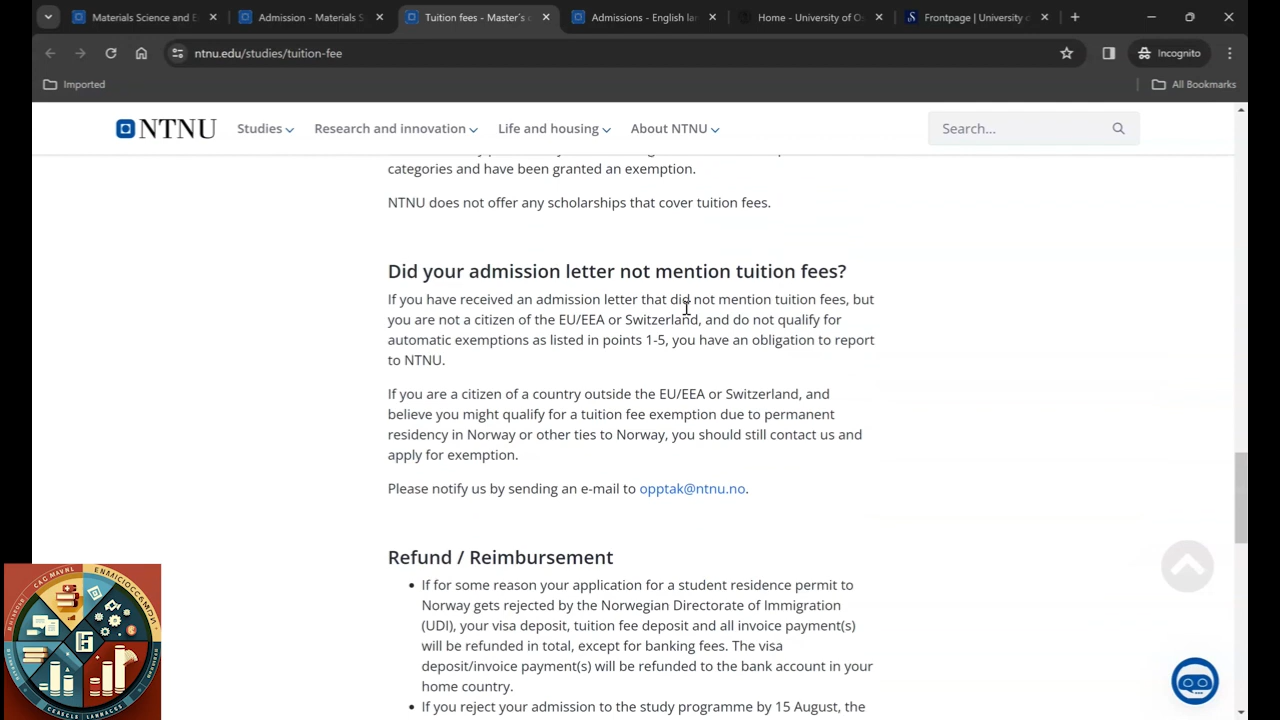 Materials Science and E
Admission - Materials S
Tuition fees - Master's
Admissions - English lan
Home - University of Os
Frontpage | University o
ntnu.edu/studies/tuition-fee
Incognito
Imported
All Bookmarks
NTNU
Studies
Research and innovation
Life and housing
About NTNU
Search...
categories and have been granted an exemption.
NTNU does not offer any scholarships that cover tuition fees.
Did your admission letter not mention tuition fees?
If you have received an admission letter that did not mention tuition fees, but
you are not a citizen of the EU/EEA or Switzerland, and do not qualify for
automatic exemptions as listed in points 1-5, you have an obligation to report
to NTNU.
If you are a citizen of a country outside the EU/EEA or Switzerland, and
believe you might qualify for a tuition fee exemption due to permanent
residency in Norway or other ties to Norway, you should still contact us and
apply for exemption.
Please notify us by sending an e-mail to opptak@ntnu.no.
Refund / Reimbursement
• If for some reason your application for a student residence permit to
Norway gets rejected by the Norwegian Directorate of Immigration
(UDI), your visa deposit, tuition fee deposit and all invoice payment(s)
will be refunded in total, except for banking fees. The visa
deposit/invoice payment(s) will be refunded to the bank account in your
home country.
• If you reject your admission to the study programme by 15 August, the